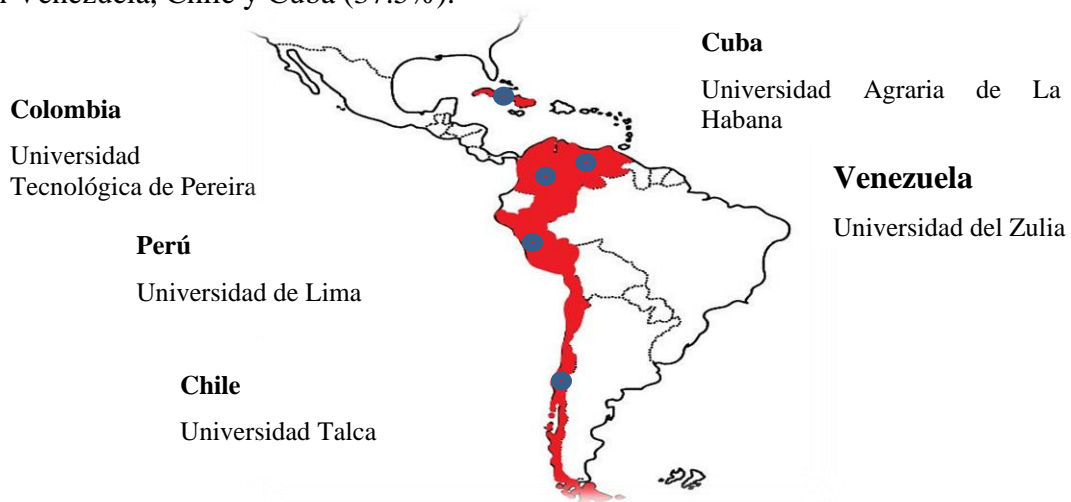 Venezuela, Chile y Cuba (37.5%).
Cuba
Universidad Agraria de La
Habana
Colombia
Universidad
Tecnológica de Pereira
Venezuela
Universidad del Zulia
Perú
Universidad de Lima
Chile
Universidad Talca